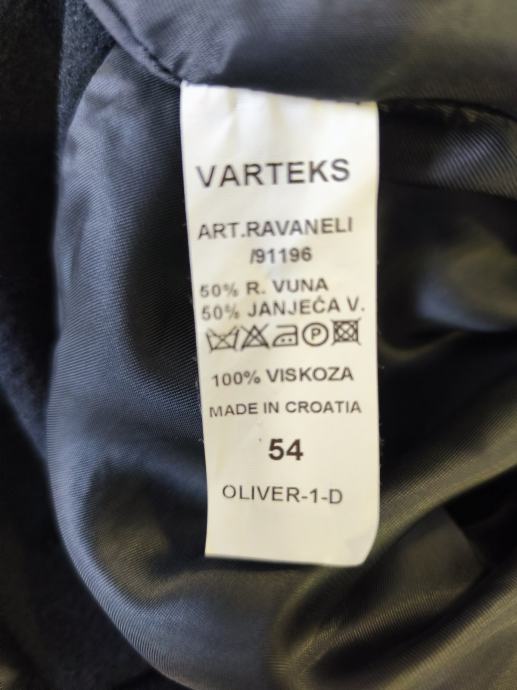 VARTEKS
ART.RAVANELI
/91196
50% R. VUNA
50% JANJEĆA V.
P
100% VISKOZA
MADE IN CROATIA
54
OLIVER-1-D